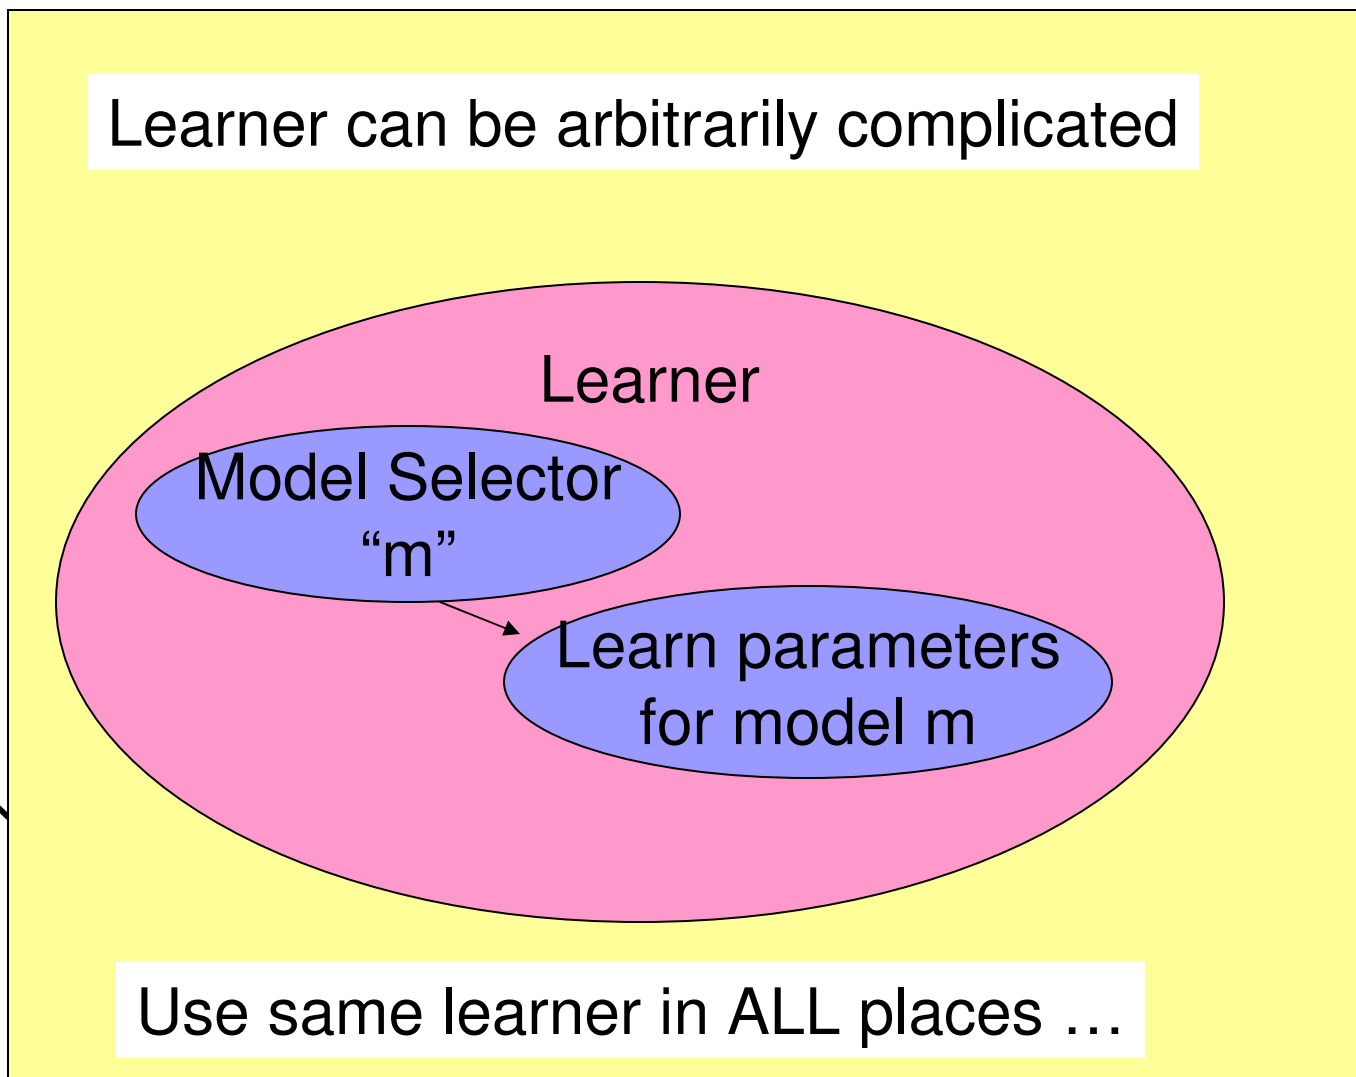 Learner can be arbitrarily complicated
Learner
Model Selector
“m”
Learn parameters
for model m
Use same learner in ALL places …